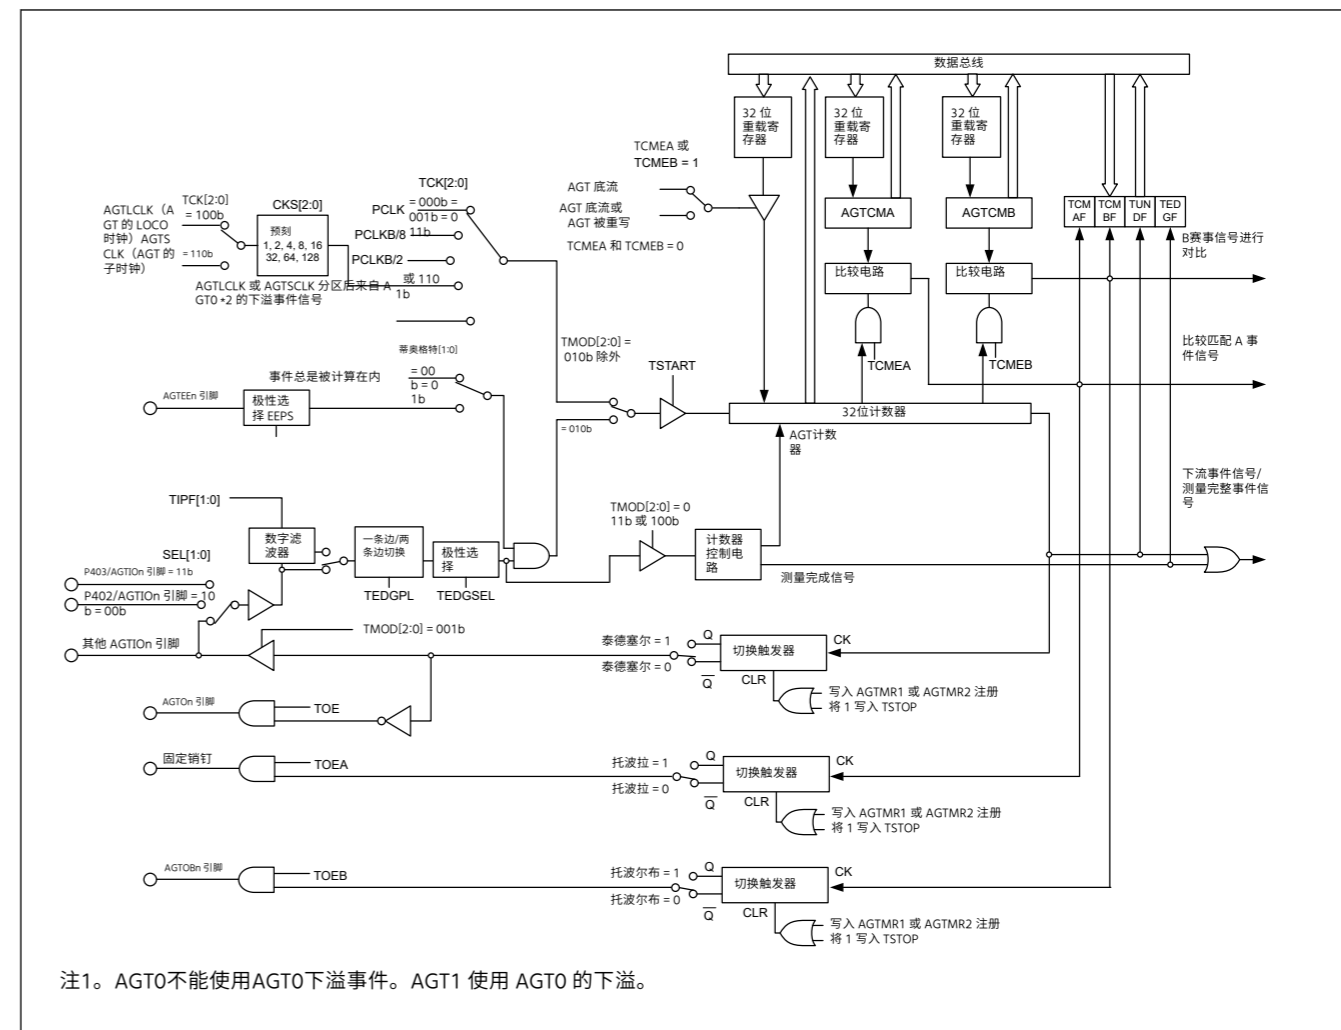 数据总线
32 位
重载寄
存器
32 位
重载寄
存器
32 位
重载寄
存器
TCMEA 或
TCMEB = 1
AGT 底流
AGT 底流或
AGT 被重写
TCMEA 和 TCMEB = 0
AGTCMA
AGTCMB
TCM
AF
TCM
BF
TUN
DF
TED
GF
B赛事信号进行
对比
比较电路
比较电路
TCMEA
TCMEB
比较匹配 A 事
件信号
AGTLCLK（A
GT 的 LOCO
时钟）AGTS
CLK（AGT 的
子时钟）
TCK[2:0]
= 100b
= 110b
CKS[2:0]
预刻
1, 2, 4, 8, 16
32, 64, 128
TCK[2:0]
PCLK
= 000b =
001b = 0
PCLKB/8
11b
PCLKB/2
AGTLCLK 或 AGTSCLK 分区后来自 A
GT0 *2 的下溢事件信号
或 110
1b
TMOD[2:0] =
010b 除外
TSTART
蒂奥格特[1:0]
事件总是被计算在内
= 00
b = 0
1b
AGTEEn 引脚
极性选
择 EEPS
= 010b
32位计数器
AGT计数
器
下流事件信号/
测量完整事件信
号
TIPF[1:0]
数字滤
波器
一条边/两
条边切换
极性选
择
TEDGPL
TEDGSEL
TMOD[2:0] = 0
11b 或 100b
计数器
控制电
路
测量完成信号
SEL[1:0]
P403/AGTIOn 引脚 = 11b
P402/AGTIOn 引脚 = 10
b = 00b
其他 AGTIOn 引脚
TMOD[2:0] = 001b
泰德塞尔 = 1
泰德塞尔 = 0
Q
Q
切换触发器
CK
CLR
写入 AGTMR1 或 AGTMR2 注册
将 1 写入 TSTOP
AGTOn 引脚
TOE
固定销钉
TOEA
托波拉 = 1
托波拉 = 0
Q
Q
切换触发器
CK
CLR
写入 AGTMR1 或 AGTMR2 注册
将 1 写入 TSTOP
AGTOBn 引脚
TOEB
托波尔布 = 1
托波尔布 = 0
Q
Q
切换触发器
CK
CLR
写入 AGTMR1 或 AGTMR2 注册
将 1 写入 TSTOP
注1。AGT0不能使用AGT0下溢事件。AGT1 使用 AGT0 的下溢。